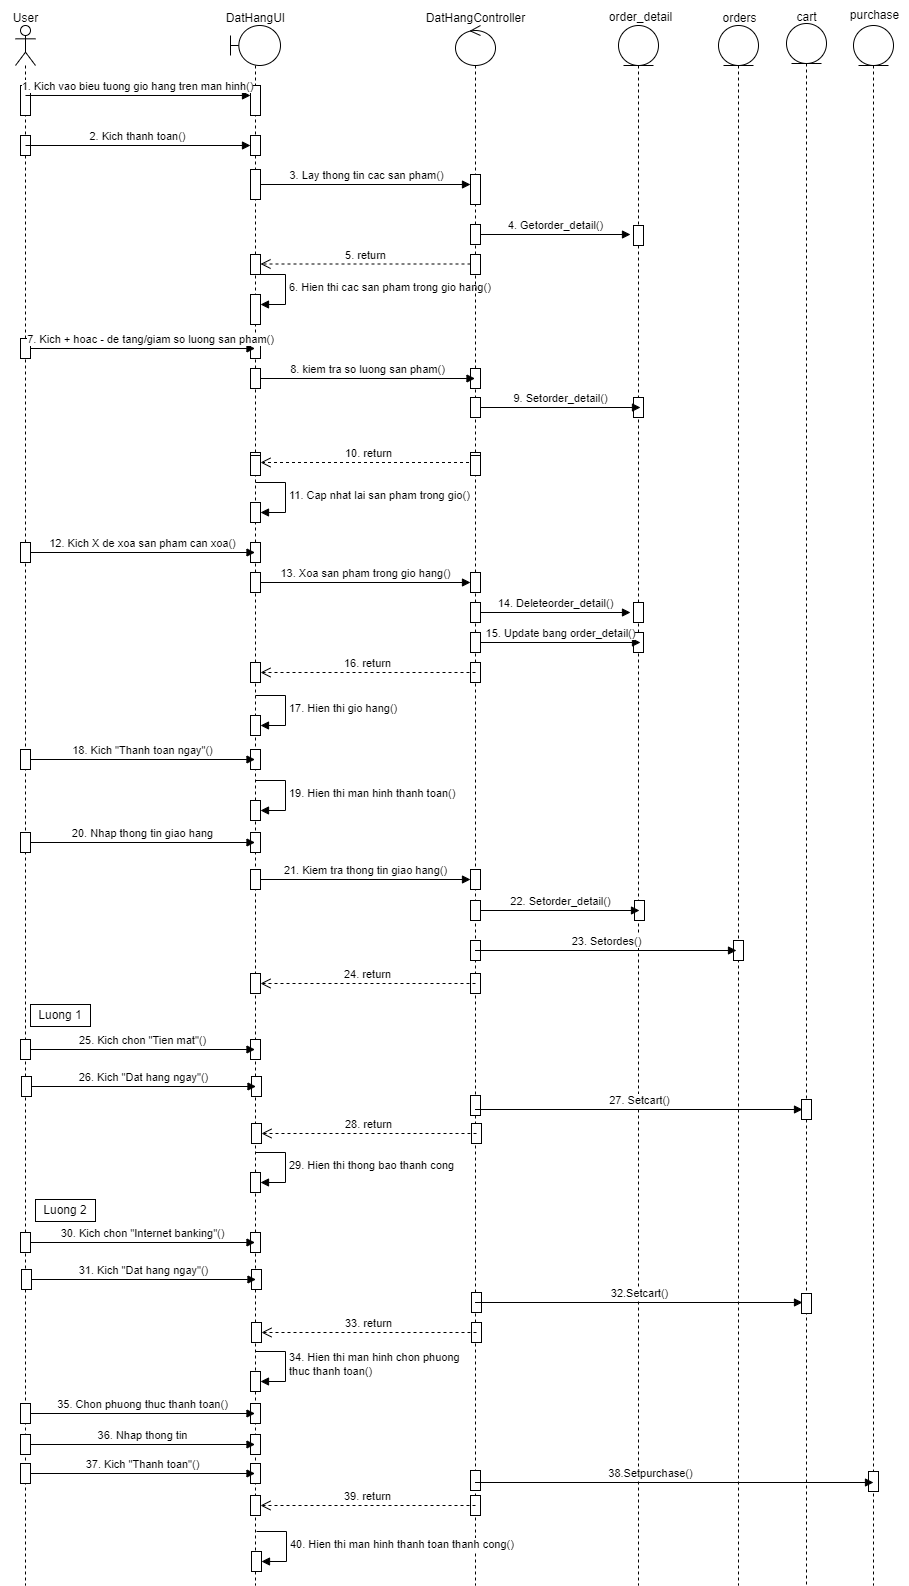 User
DatHangUI
DatHangController
order_detail
orders
cart
purchase
1. Kich vao bieu tuong gio hang tren man hinh()
2. Kich thanh toan()
3. Lay thong tin cac san pham()
4. Getorder_detail()
5. return
6. Hien thi cac san pham trong gio hang()
7. Kich + hoac - de tang/giam so luong san pham()
8. kiem tra so luong san pham()
9. Setorder_detail()
10. return
11. Cap nhat lai san pham trong gio()
12. Kich X de xoa san pham can xoa()
13. Xoa san pham trong gio hang()
14. Deleteorder_detail()
15. Update bang order_detail()
16. return
17. Hien thi gio hang()
18. Kich "Thanh toan ngay"()
19. Hien thi man hinh thanh toan()
20. Nhap thong tin giao hang
21. Kiem tra thong tin giao hang()
22. Setorder_detail()
23. Setordes()
24. return
Luong 1
25. Kich chon "Tien mat"()
26. Kich "Dat hang ngay"()
27. Setcart()
28. return
29. Hien thi thong bao thanh cong
Luong 2
30. Kich chon "Internet banking"()
31. Kich "Dat hang ngay"()
32.Setcart()
33. return
34. Hien thi man hinh chon phuong
thuc thanh toan()
35. Chon phuong thuc thanh toan()
36. Nhap thong tin
37. Kich "Thanh toan"()
38.Setpurchase()
39. return
40. Hien thi man hinh thanh toan thanh cong()